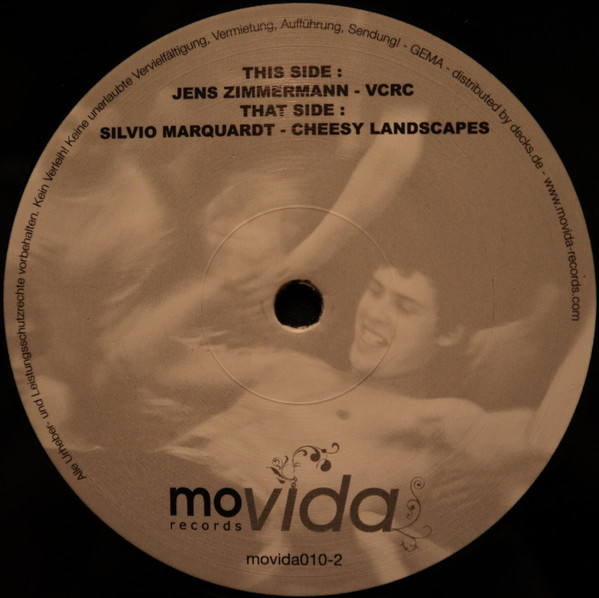 Alle Urheber- und Leistungsschutzrechte vorbehalten. Kein Verleih! Keine unerlaubte Vervielfältigung, Vermietung, Aufführung, Sendung! - GEMA - distributed by decks.de - www.movida-records.com
THIS SIDE :
JENS ZIMMERMANN - VCRC
THAT SIDE :
SILVIO MARQUARDT - CHEESY LANDSCAPES
movida
records
movida010-2